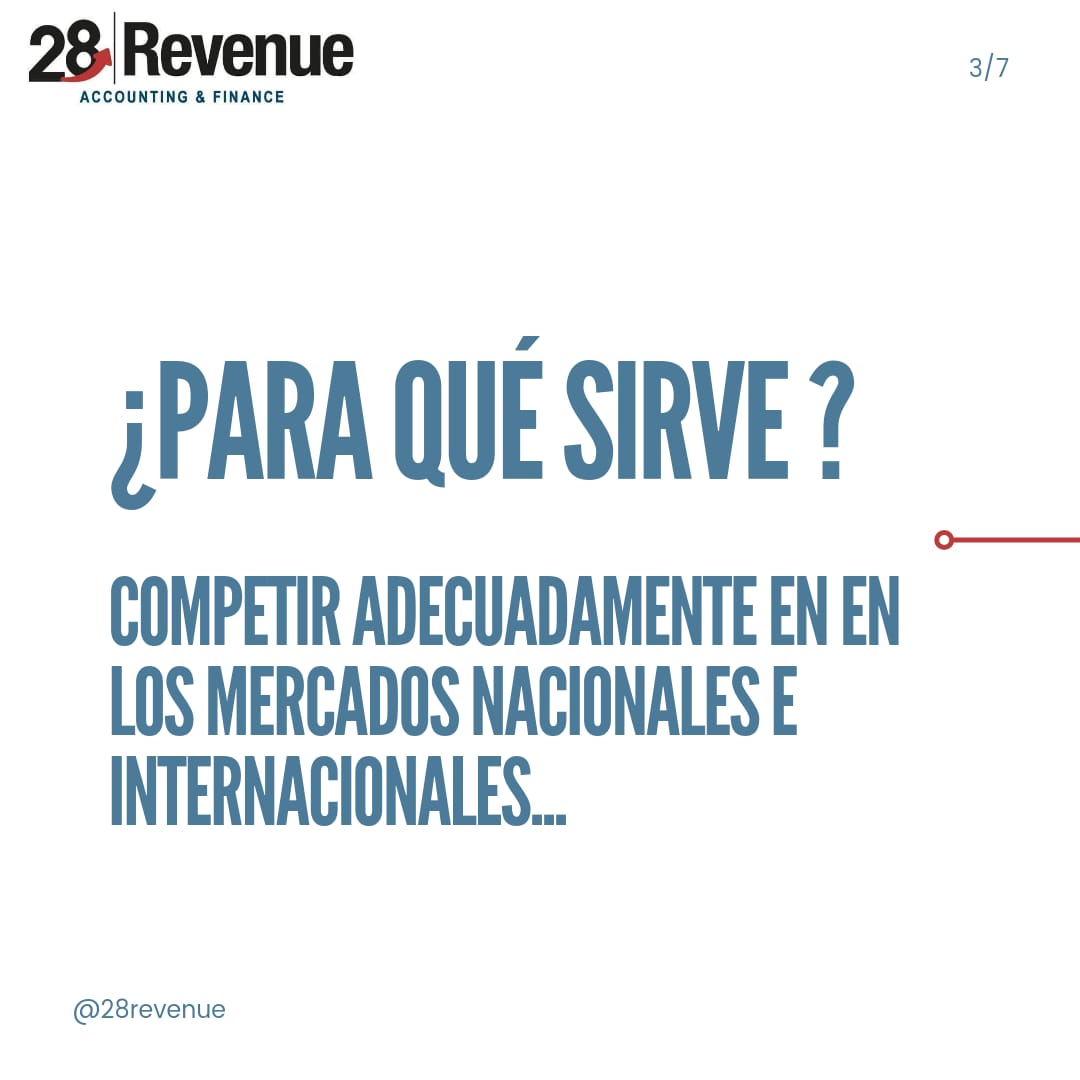 28 Revenue
ACCOUNTING & FINANCE
3/7
¿PARA QUÉ SIRVE ?
COMPETIR ADECUADAMENTE EN EN
LOS MERCADOS NACIONALES E
INTERNACIONALES...
@28revenue